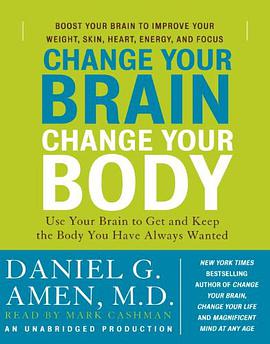 BOOST YOUR BRAIN TO IMPROVE YOUR
WEIGHT, SKIN, HEART, ENERGY, AND FOCUS
CHANGE YOUR
BRAIN
CHANGE YOUR
BODY
Use Your Brain to Get and Keep
the Body You Have Always Wanted
DANIEL G.
AMEN, M.D.
READ BY MARK CASHMAN
AN UNABRIDGED PRODUCTION
NEW YORK TIMES
BESTSELLING
AUTHOR OF CHANGE
YOUR BRAIN,
CHANGE YOUR LIFE
AND MAGNIFICENT
MIND AT ANY AGE